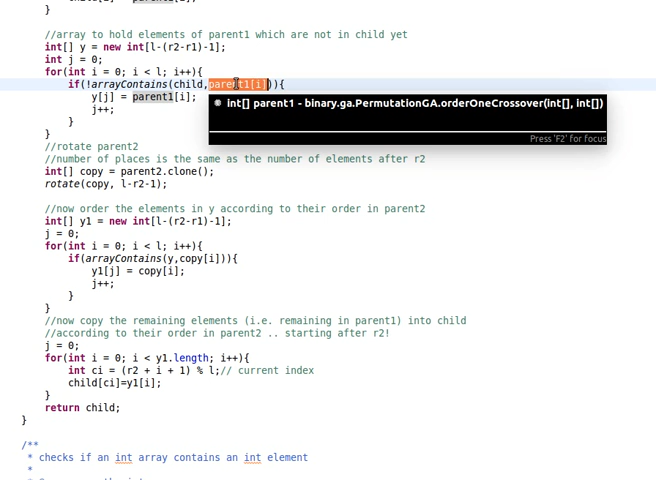 //array to hold elements of parent1 which are not in child yet
int[] y = new int[l-(r2-r1)-1];
int j = 0;
for(int i = 0; i < l; i++){
if(!arrayContains(child,parent1[i])){
y[j] = parent1[i];
int[] parent1 - binary.ga.PermutationGA.orderOneCrossover(int[], int[])
j++;
}
Press 'F2' for focus
}
//rotate parent2
//number of places is the same as the number of elements after r2
int[] copy = parent2.clone();
rotate(copy, l-r2-1);
//now order the elements in y according to their order in parent2
int[] y1 = new int[l-(r2-r1)-1];
j = 0;
for(int i = 0; i < l; i++){
if(arrayContains(y,copy[i])){
y1[j] = copy[i];
j++;
}
}
//now copy the remaining elements (i.e. remaining in parent1) into child
//according to their order in parent2 .. starting after r2!
j = 0;
for(int i = 0; i < y1.length; i++){
int ci = (r2 + i + 1) % l;// current index
child[ci]=y1[i];
}
return child;
}
/**
* checks if an int array contains an int element
*